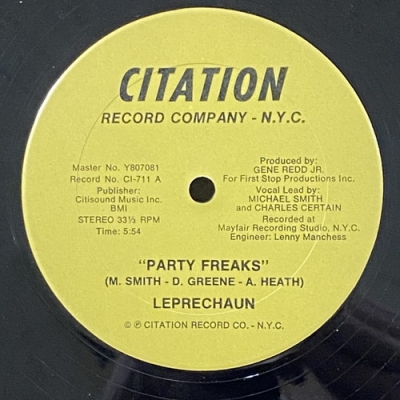 CITATION
RECORD COMPANY - N.Y.C.
Master No. Y807081
Record No. CI-711 A
Publisher:
Citisound Music Inc.
BMI
STEREO 33⅓ RPM
Time: 5:54
Produced by:
GENE REDD JR.
For First Stop Productions Inc.
Vocal Lead by:
MICHAEL SMITH
and CHARLES CERTAIN
Recorded at
Mayfair Recording Studio, N.Y.C.
Engineer: Lenny Manchess
"PARTY FREAKS"
(M. SMITH - D. GREENE - A. HEATH)
LEPRECHAUN
© ℗ CITATION RECORD CO. - N.Y.C.